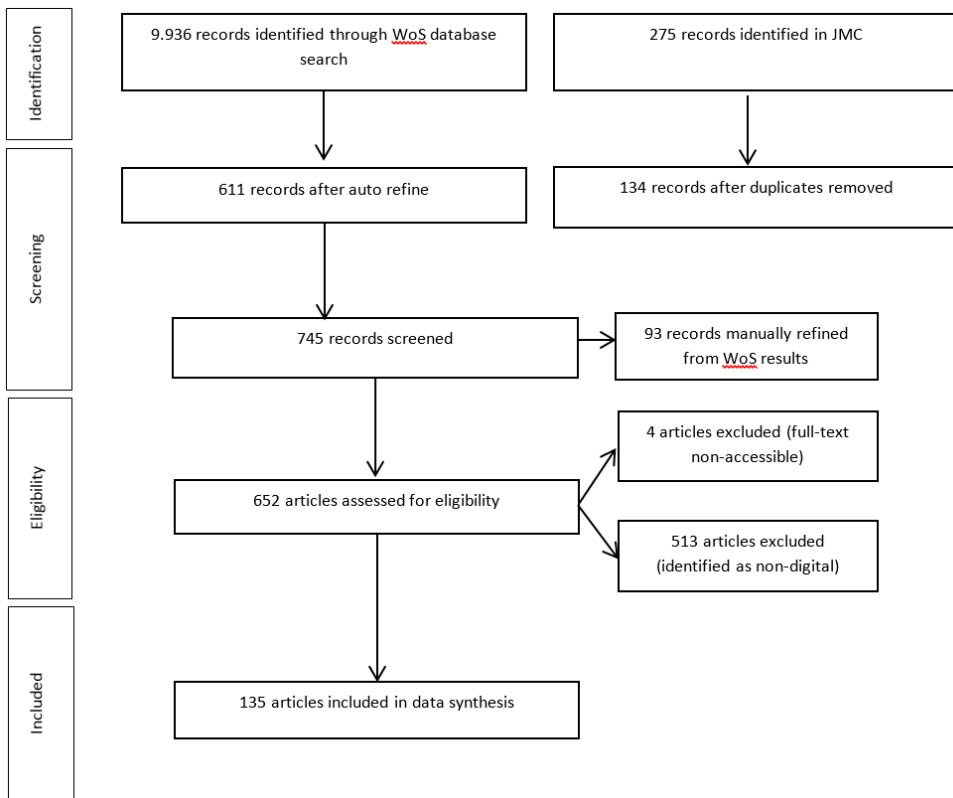 Identification
9.936 records identified through WoS database
search
275 records identified in JMC
Screening
611 records after auto refine
134 records after duplicates removed
745 records screened
93 records manually refined
from WoS results
Eligibility
4 articles excluded (full-text
non-accessible)
652 articles assessed for eligibility
513 articles excluded
(identified as non-digital)
Included
135 articles included in data synthesis